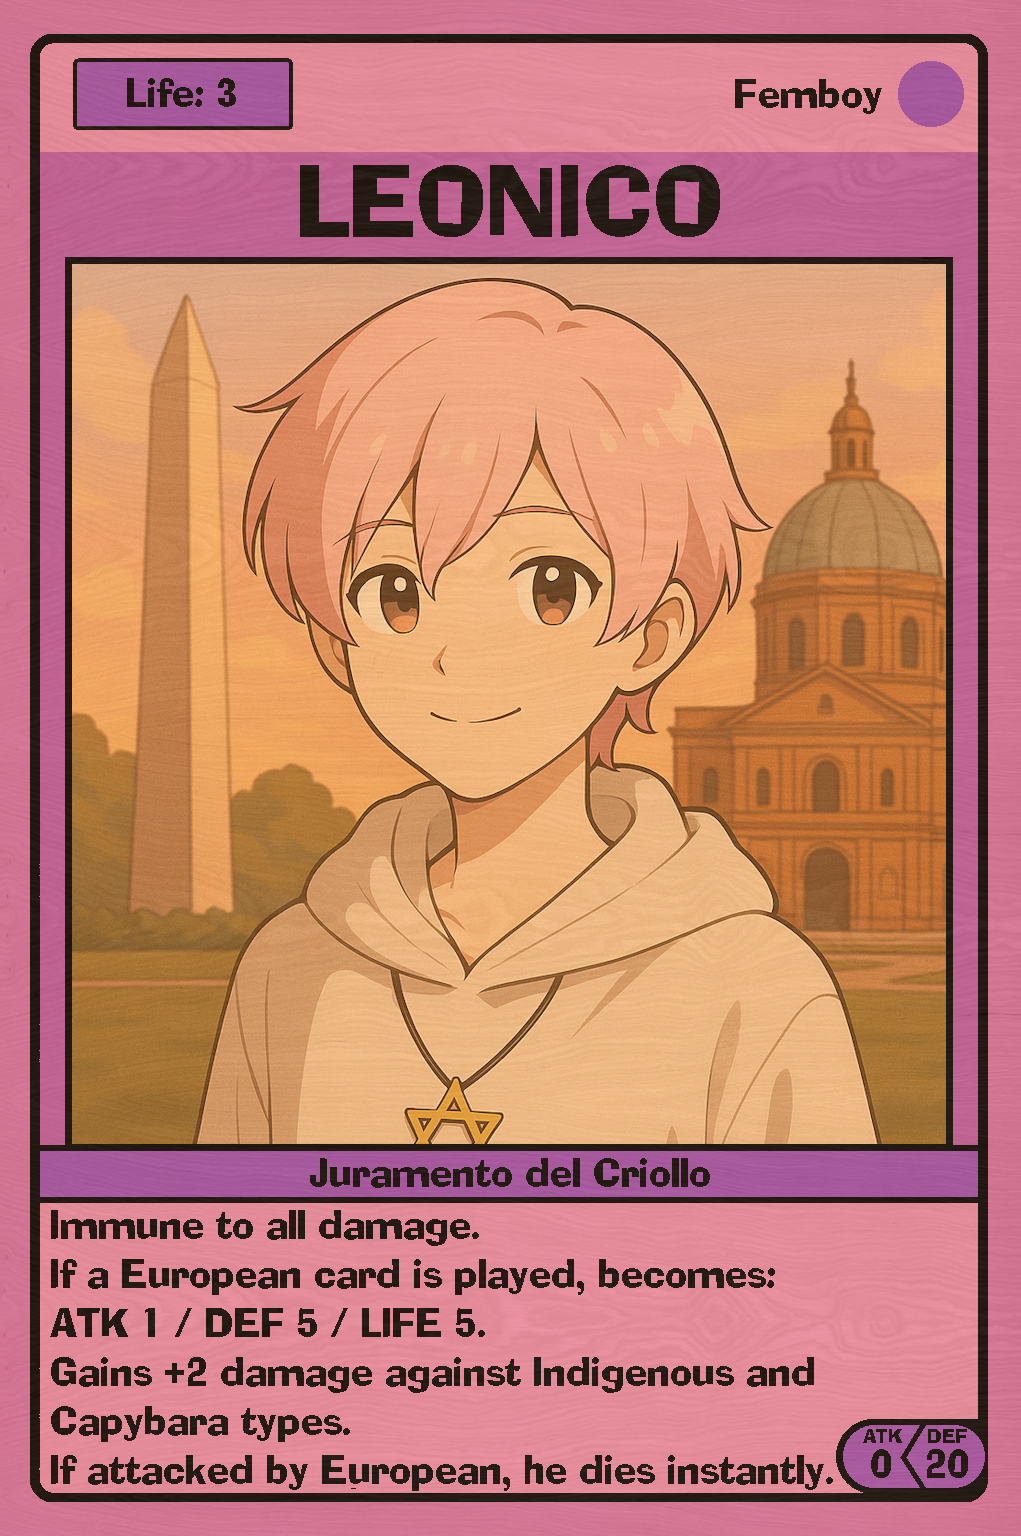 Life: 3
Femboy
LEONICO
Juramento del Criollo
Immune to all damage.
If a European card is played, becomes:
ATK 1 / DEF 5 / LIFE 5.
Gains +2 damage against Indigenous and
Capybara types.
If attacked by European, he dies instantly.
ATK DEF
0 20